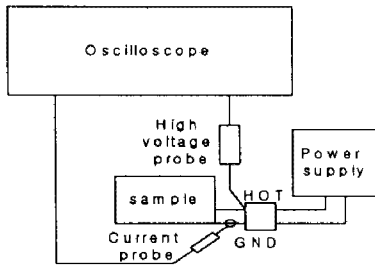 Oscilloscope
High
voltage
probe
Power
supply
HOT
sample
GND
Current
probe